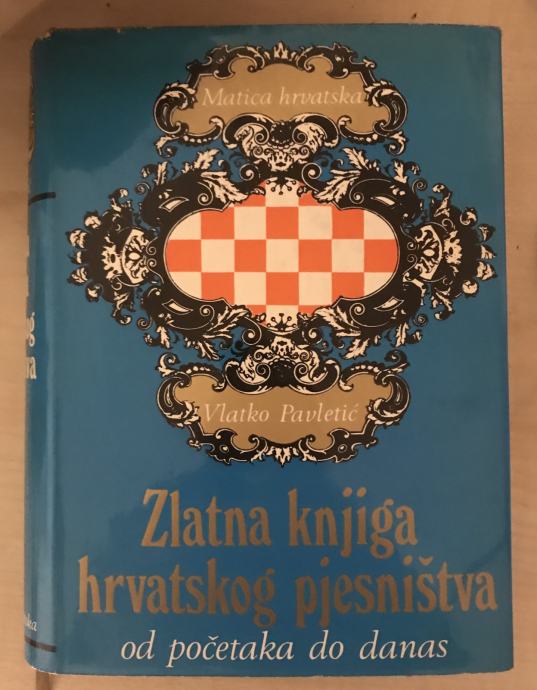 Matica hrvatska
Vlatko Pavletić
Zlatna knjiga
hrvatskog pjesništva
od početaka do danas